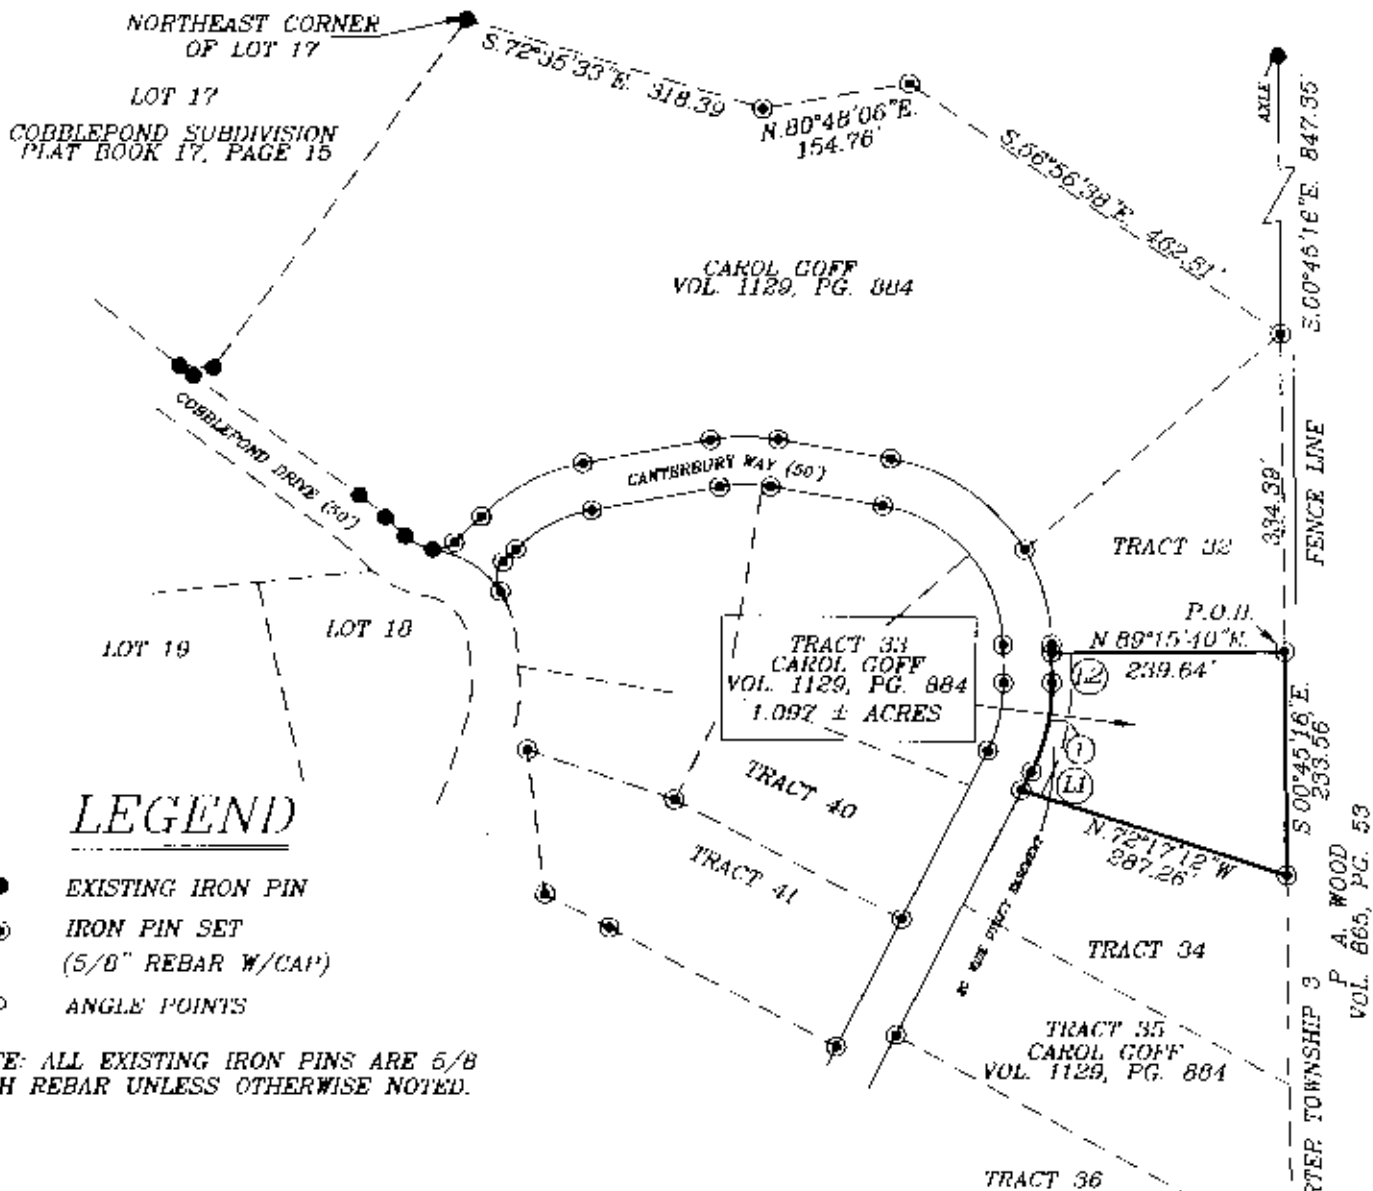 NORTHEAST CORNER
OF LOT 17
LOT 17
COBBLEPOND SUBDIVISION
PLAT BOOK 17, PAGE 15
S.72°35'33"E. 318.39
N.80°48'06"E.
154.76'
S.56°56'38"E. 462.51'
AXLE
S.00°45'18"E. 847.35'
CAROL GOFF
VOL. 1129, PG. 884
COBBLEPOND DRIVE (50')
CANTERBURY WAY (50')
334.39'
FENCE LINE
TRACT 32
P.O.B.
N 89°15'40"E.
239.64'
LOT 19
LOT 18
TRACT 33
CAROL GOFF
VOL. 1129, PG. 884
1.097 ± ACRES
L2
1
L1
S 00°45'18"E.
233.56'
TRACT 40
N.72°17'12"W
287.26'
TRACT 41
WIDE EASEMENT
P A. WOOD
VOL. 865, PG. 53
LEGEND
EXISTING IRON PIN
IRON PIN SET
(5/8" REBAR W/CAP)
ANGLE POINTS
TE: ALL EXISTING IRON PINS ARE 5/8
H REBAR UNLESS OTHERWISE NOTED.
TRACT 34
TRACT 35
CAROL GOFF
VOL. 1129, PG. 884
TRACT 36
RTER TOWNSHIP 3